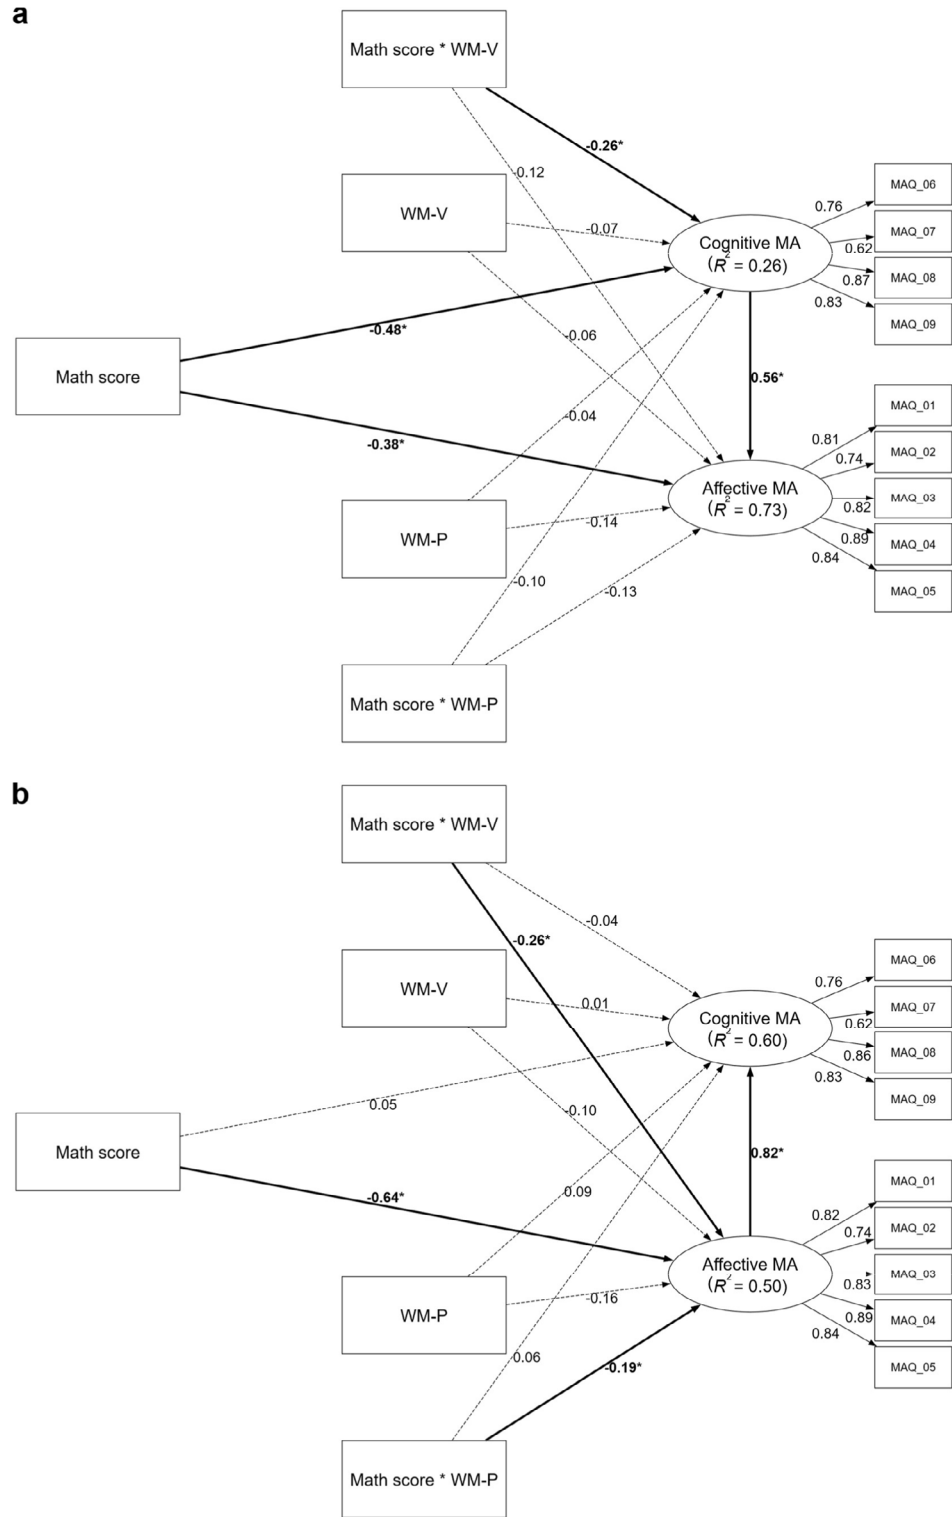 a
Math score * WM-V
-0.26*
-0.12
MAQ_06
0.76
WM-V
-0.07
MAQ_07
0.62
Cognitive MA
(R² = 0.26)
0.87
MAQ_08
0.83
MAQ_09
-0.48*
-0.06
Math score
0.56*
MAQ_01
-0.04
0.81
-0.38*
MAQ_02
0.74
Affective MA
(R² = 0.73)
MAQ_03
0.82
WM-P
-0.14
0.89
MAQ_04
0.84
-0.10
-0.13
MAQ_05
Math score * WM-P
b
Math score * WM-V
-0.04
-0.26*
MAQ_06
0.76
WM-V
0.01
MAQ_07
0.62
Cognitive MA
(R² = 0.60)
0.86
MAQ_08
0.83
MAQ_09
0.05
-0.10
Math score
0.82*
MAQ_01
0.09
0.82
-0.64*
MAQ_02
0.74
Affective MA
(R² = 0.50)
MAQ_03
0.83
WM-P
-0.16
0.89
MAQ_04
0.84
0.06
-0.19*
MAQ_05
Math score * WM-P